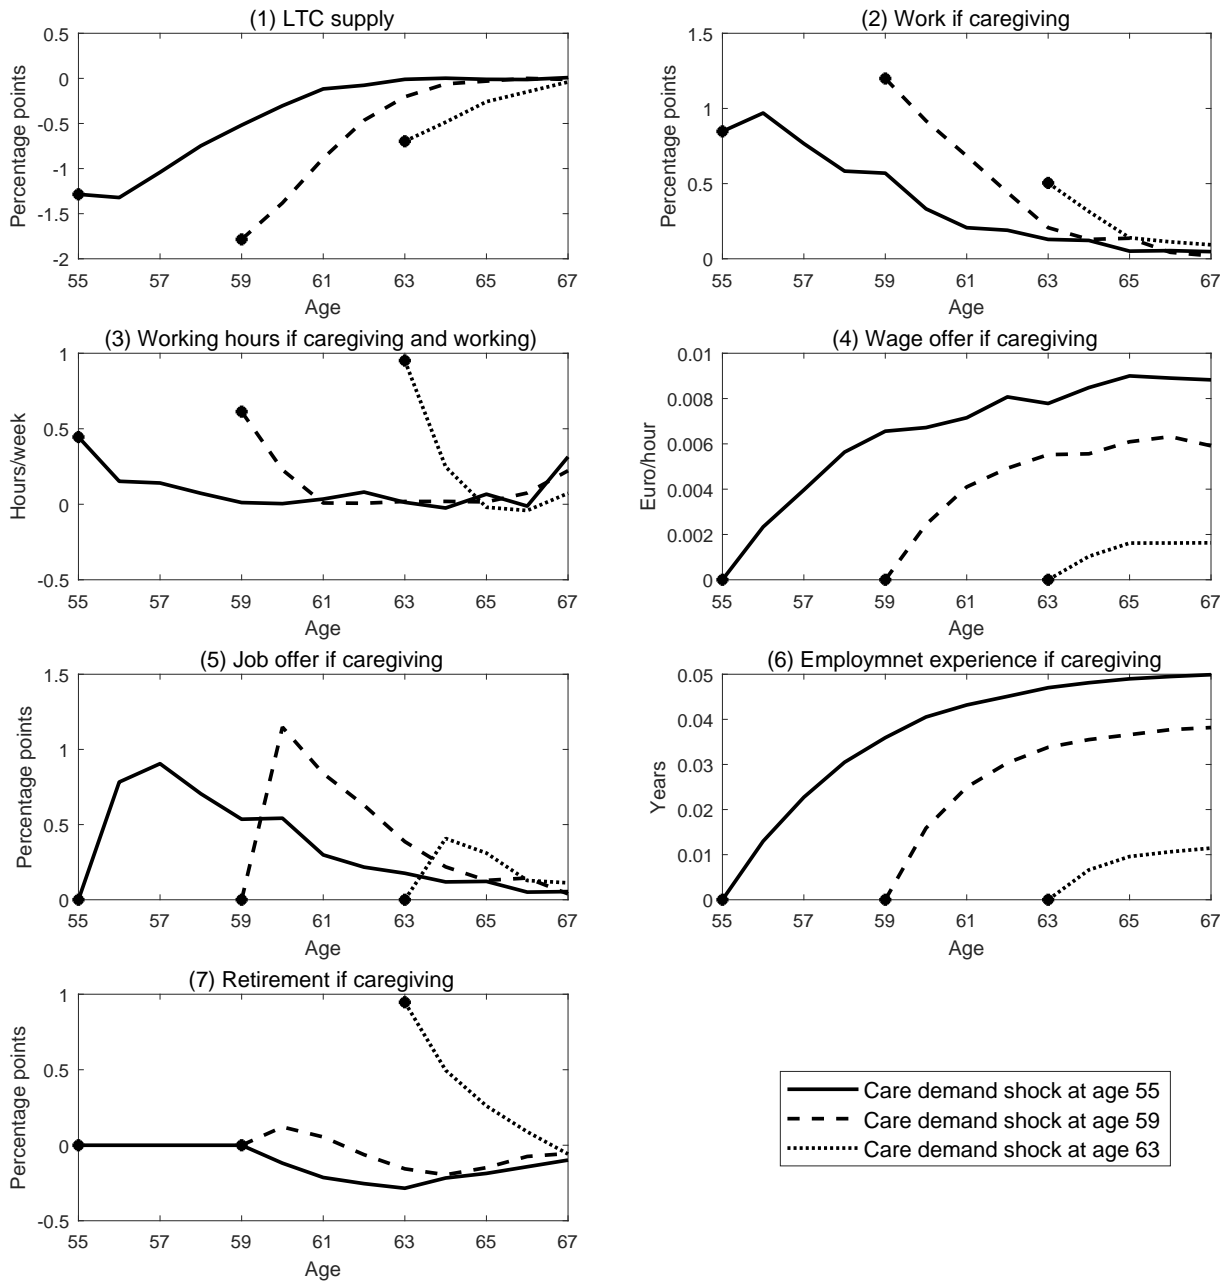 (1) LTC supply
0.5
0
-0.5
-1
-1.5
-2
Percentage points
55 57 59 61 63 65 67
Age
(2) Work if caregiving
1.5
1
0.5
0
Percentage points
55 57 59 61 63 65 67
Age
(3) Working hours if caregiving and working)
1
0.5
0
-0.5
Hours/week
55 57 59 61 63 65 67
Age
(4) Wage offer if caregiving
0.01
0.008
0.006
0.004
0.002
0
Euro/hour
55 57 59 61 63 65 67
Age
(5) Job offer if caregiving
1.5
1
0.5
0
Percentage points
55 57 59 61 63 65 67
Age
(6) Employmnet experience if caregiving
0.05
0.04
0.03
0.02
0.01
0
Years
55 57 59 61 63 65 67
Age
(7) Retirement if caregiving
1
0.5
0
-0.5
Percentage points
55 57 59 61 63 65 67
Age
Care demand shock at age 55
Care demand shock at age 59
Care demand shock at age 63